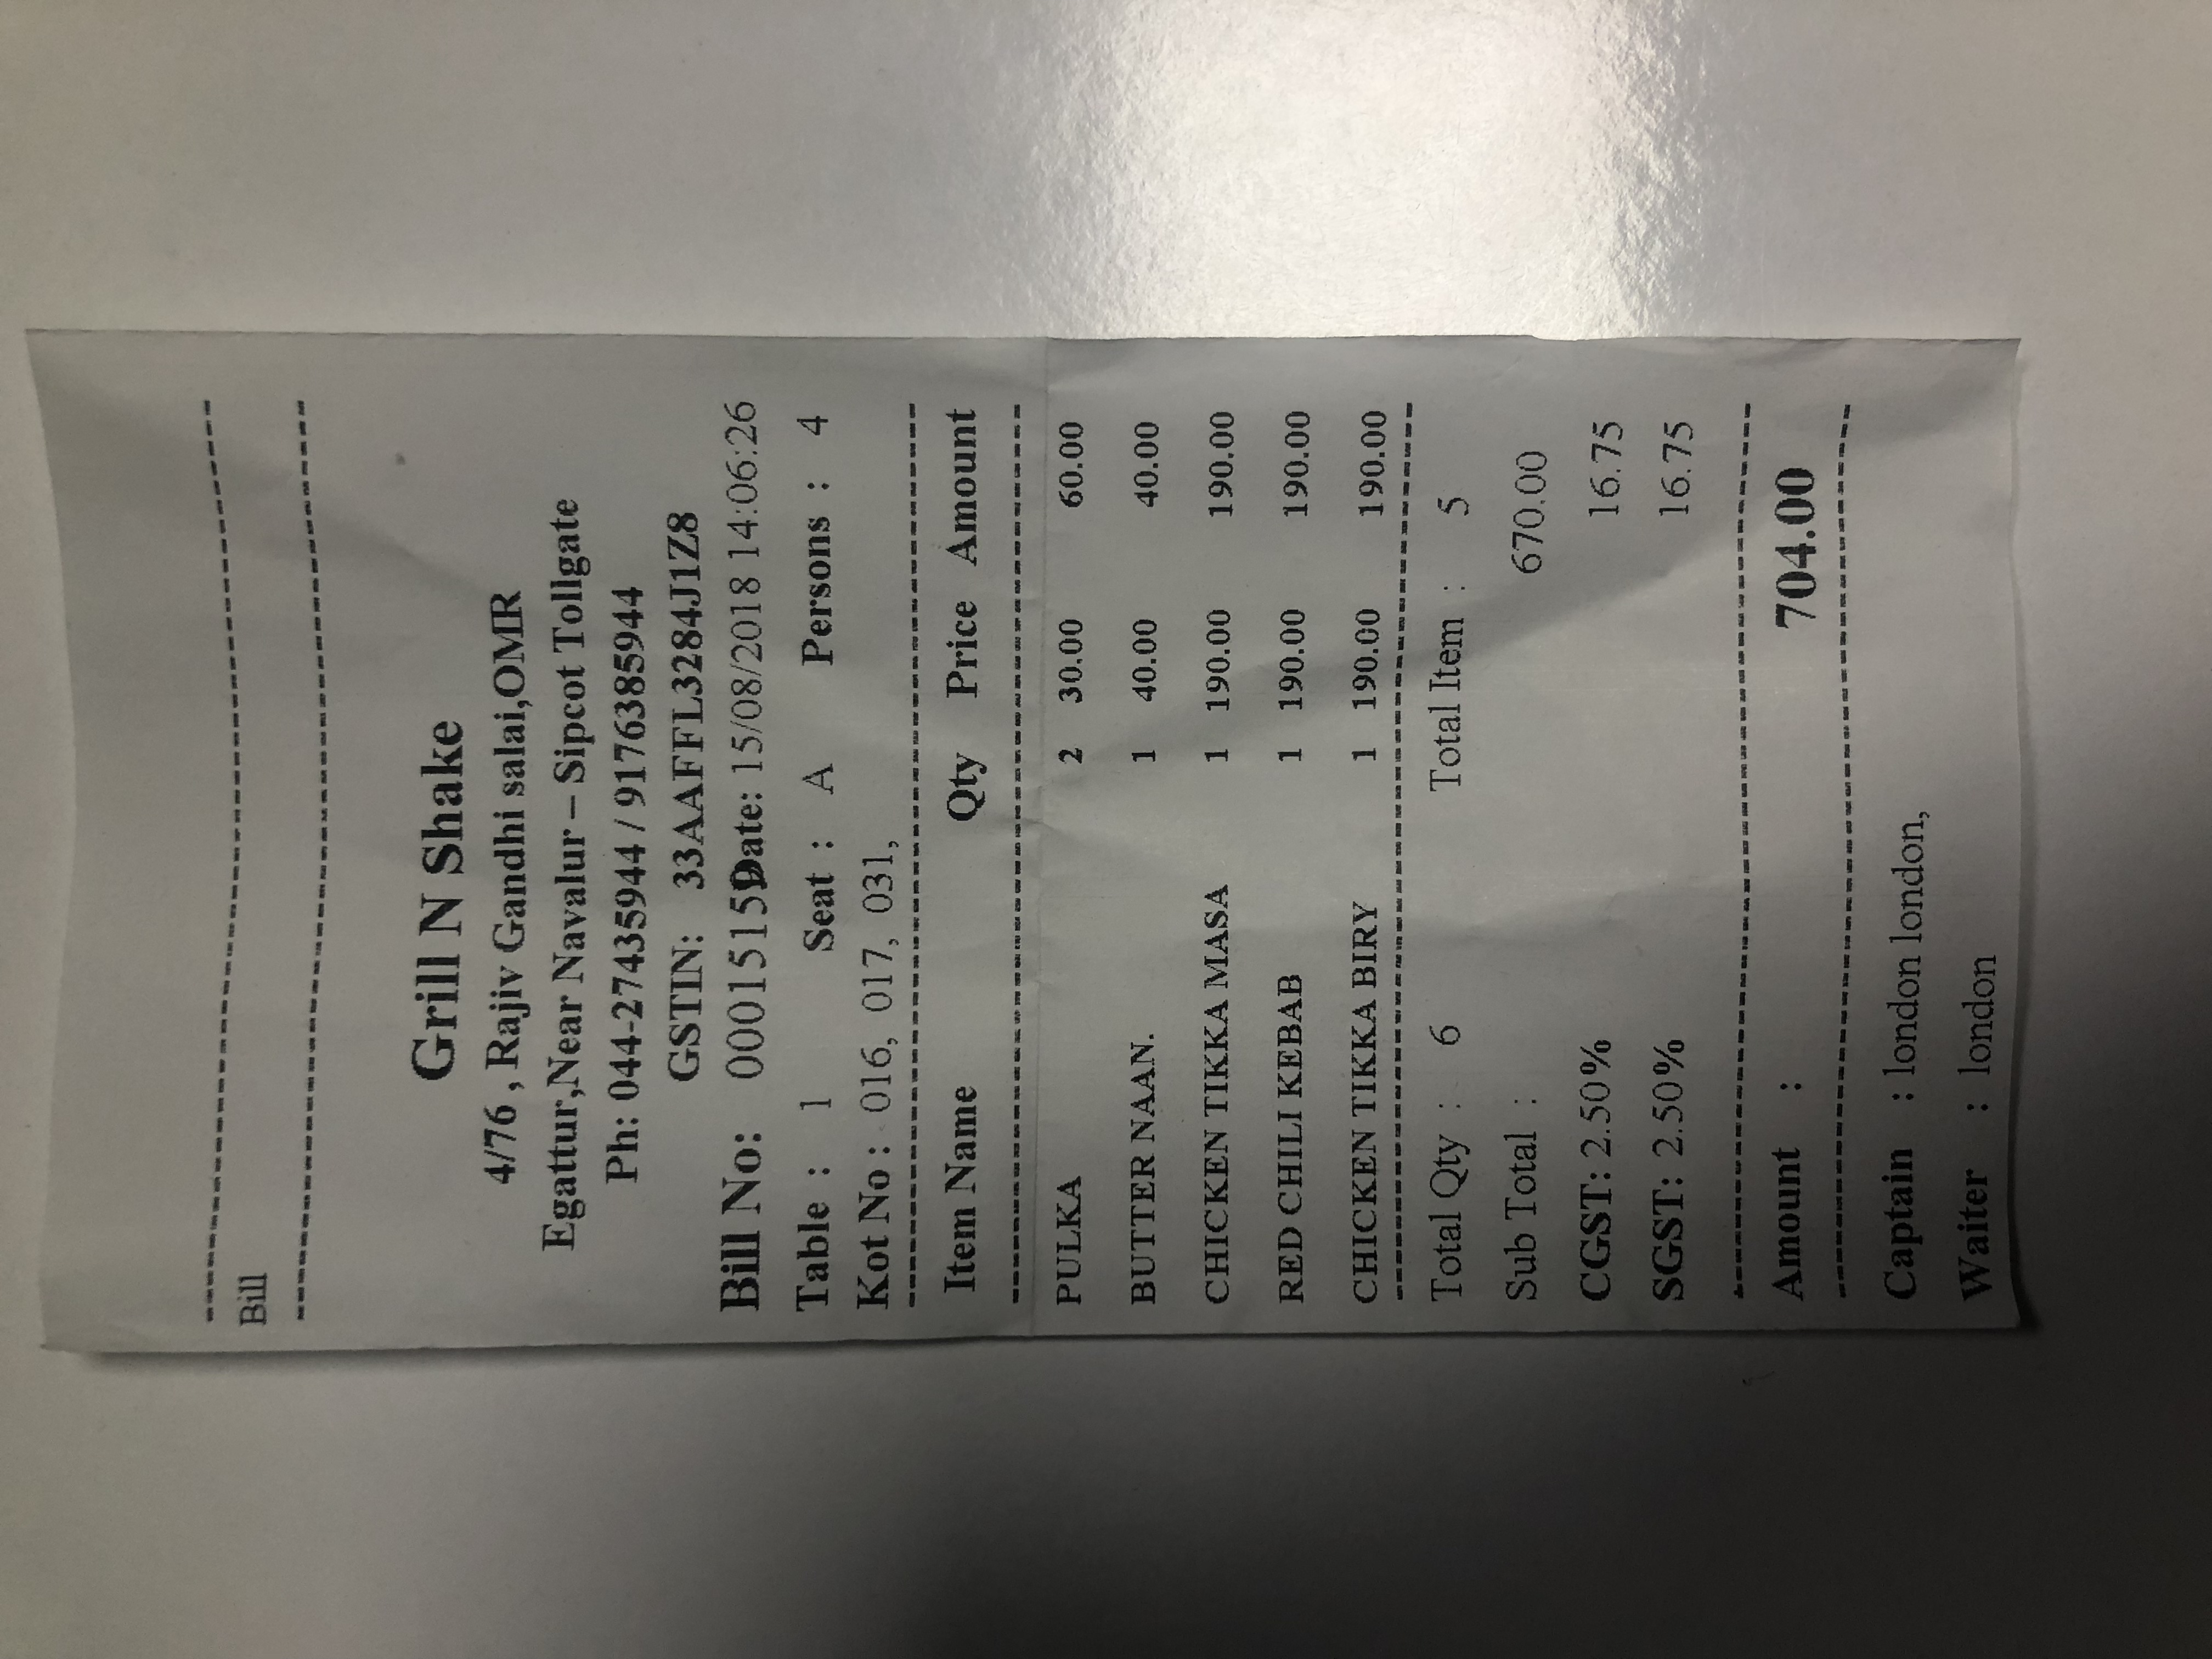 Bill
Grill N Shake
4/76 , Rajiv Gandhi salai,OMR
Egattur,Near Navalur – Sipcot Tollgate
Ph: 044-27435944 / 9176385944
GSTIN: 33AAFFL3284J1Z8
Bill No: 00015159 Date: 15/08/2018 14:06:26
Table : 1 Seat : A Persons : 4
Kot No : 016, 017, 031,
Item Name Qty Price Amount
PULKA 2 30.00 60.00
BUTTER NAAN. 1 40.00 40.00
CHICKEN TIKKA MASA 1 190.00 190.00
RED CHILI KEBAB 1 190.00 190.00
CHICKEN TIKKA BIRY 1 190.00 190.00
Total Qty : 6 Total Item : 5
Sub Total : 670.00
CGST: 2.50% 16.75
SGST: 2.50% 16.75
Amount : 704.00
Captain : london london,
Waiter : london